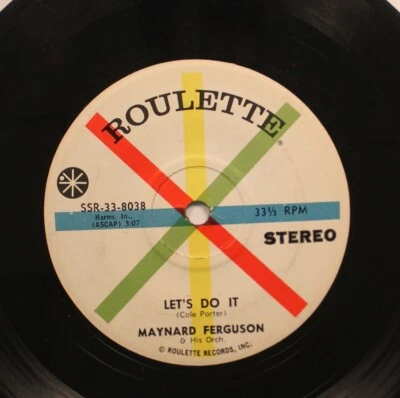 ROULETTE
SSR-33-8038
Harms. In..
(ASCAP) 3:07
33⅓ RPM
STEREO
LET'S DO IT
(Cole Porter)
MAYNARD FERGUSON
& His Orch.
© ROULETTE RECORDS, INC.